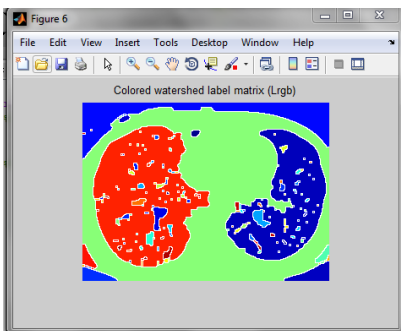 Figure 6
File Edit View Insert Tools Desktop Window Help
Colored watershed label matrix (Lrgb)